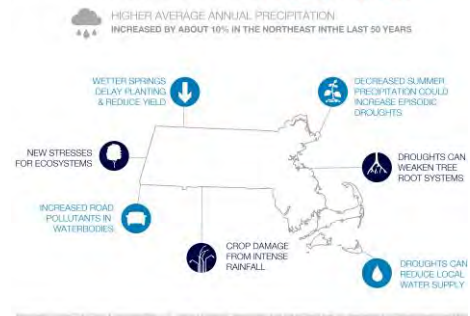 HIGHER AVERAGE ANNUAL PRECIPITATION
INCREASED BY ABOUT 10% IN THE NORTHEAST INTHE LAST 50 YEARS
WETTER SPRINGS
DELAY PLANTING
& REDUCE YIELD
DECREASED SUMMER
PRECIPITATION COULD
INCREASE EPISODIC
DROUGHTS
NEW STRESSES
FOR ECOSYSTEMS
DROUGHTS CAN
WEAKEN TREE
ROOT SYSTEMS
INCREASED ROAD
POLLUTANTS IN
WATERBODIES
CROP DAMAGE
FROM INTENSE
RAINFALL
DROUGHTS CAN
REDUCE LOCAL
WATER SUPPLY